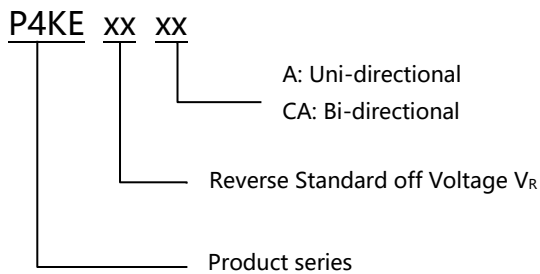 P4KE xx xx
A: Uni-directional
CA: Bi-directional
Reverse Standard off Voltage VR
Product series